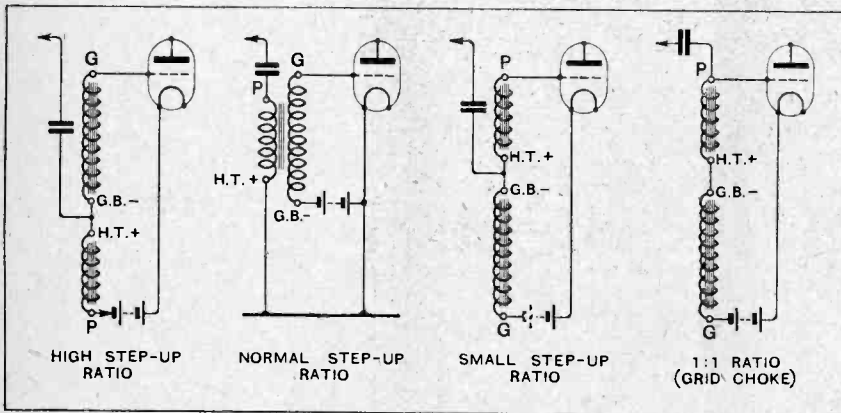 G
G.B.-
H.T.+
P
HIGH STEP-UP
RATIO
P
G
H.T.+
G.B.-
NORMAL STEP-UP
RATIO
P
H.T.+
G.B.-
G
SMALL STEP-UP
RATIO
P
H.T.+
G.B.-
G
1:1 RATIO
(GRID CHOKE)